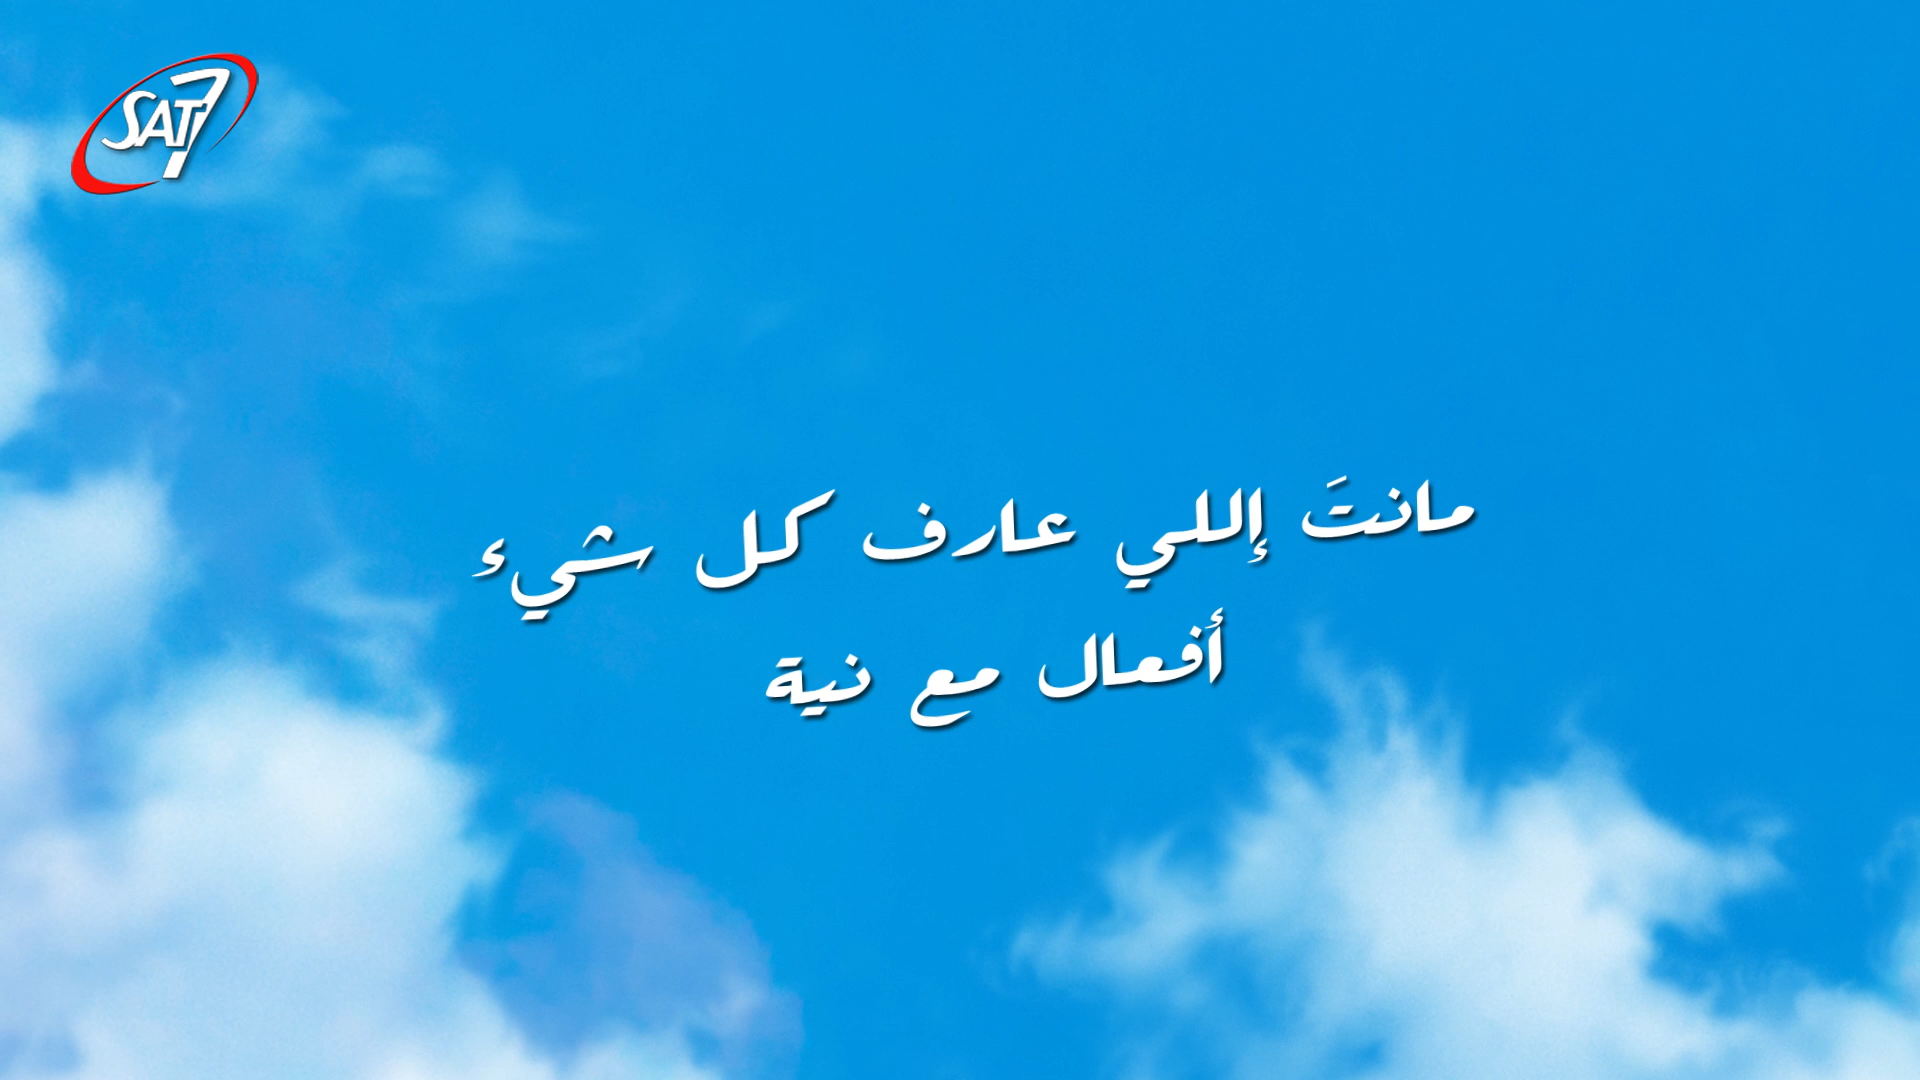 SAT7
مانتَ إللي عارف كل شيء
أفعال مع نية